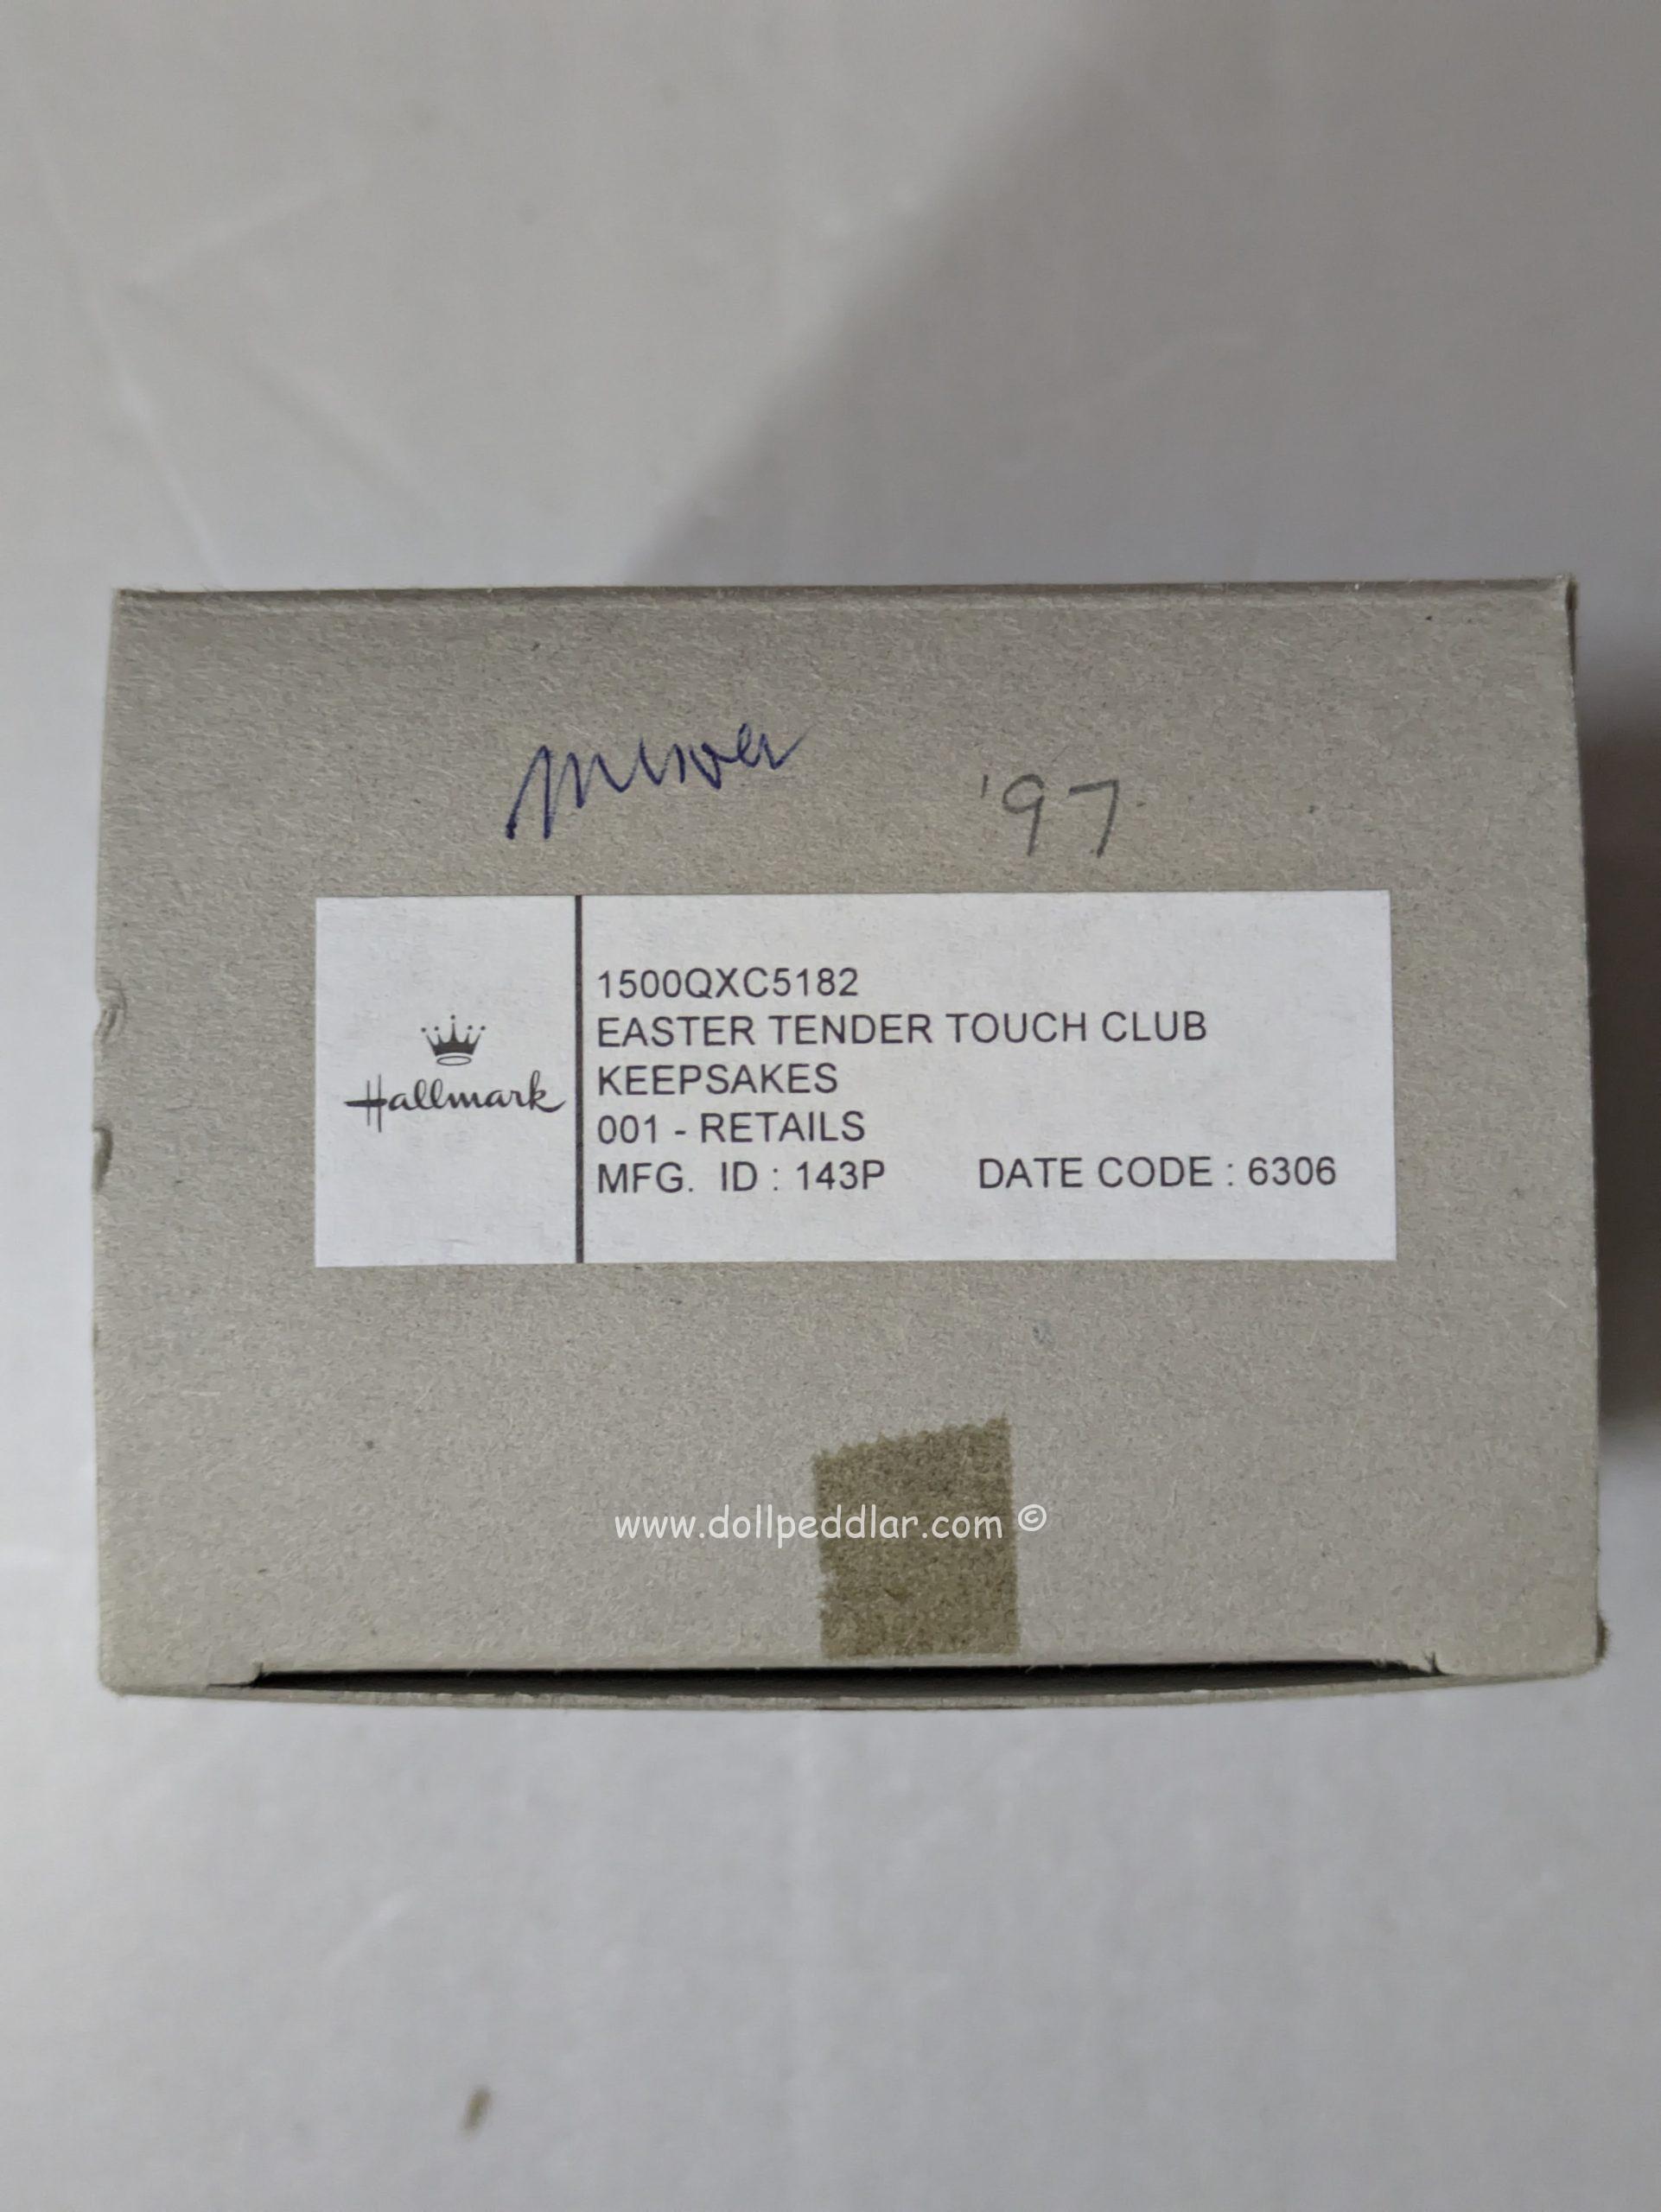 '97
Hallmark
1500QXC5182
EASTER TENDER TOUCH CLUB
KEEPSAKES
001 - RETAILS
MFG. ID : 143P DATE CODE : 6306
www.dollpeddlar.com ©